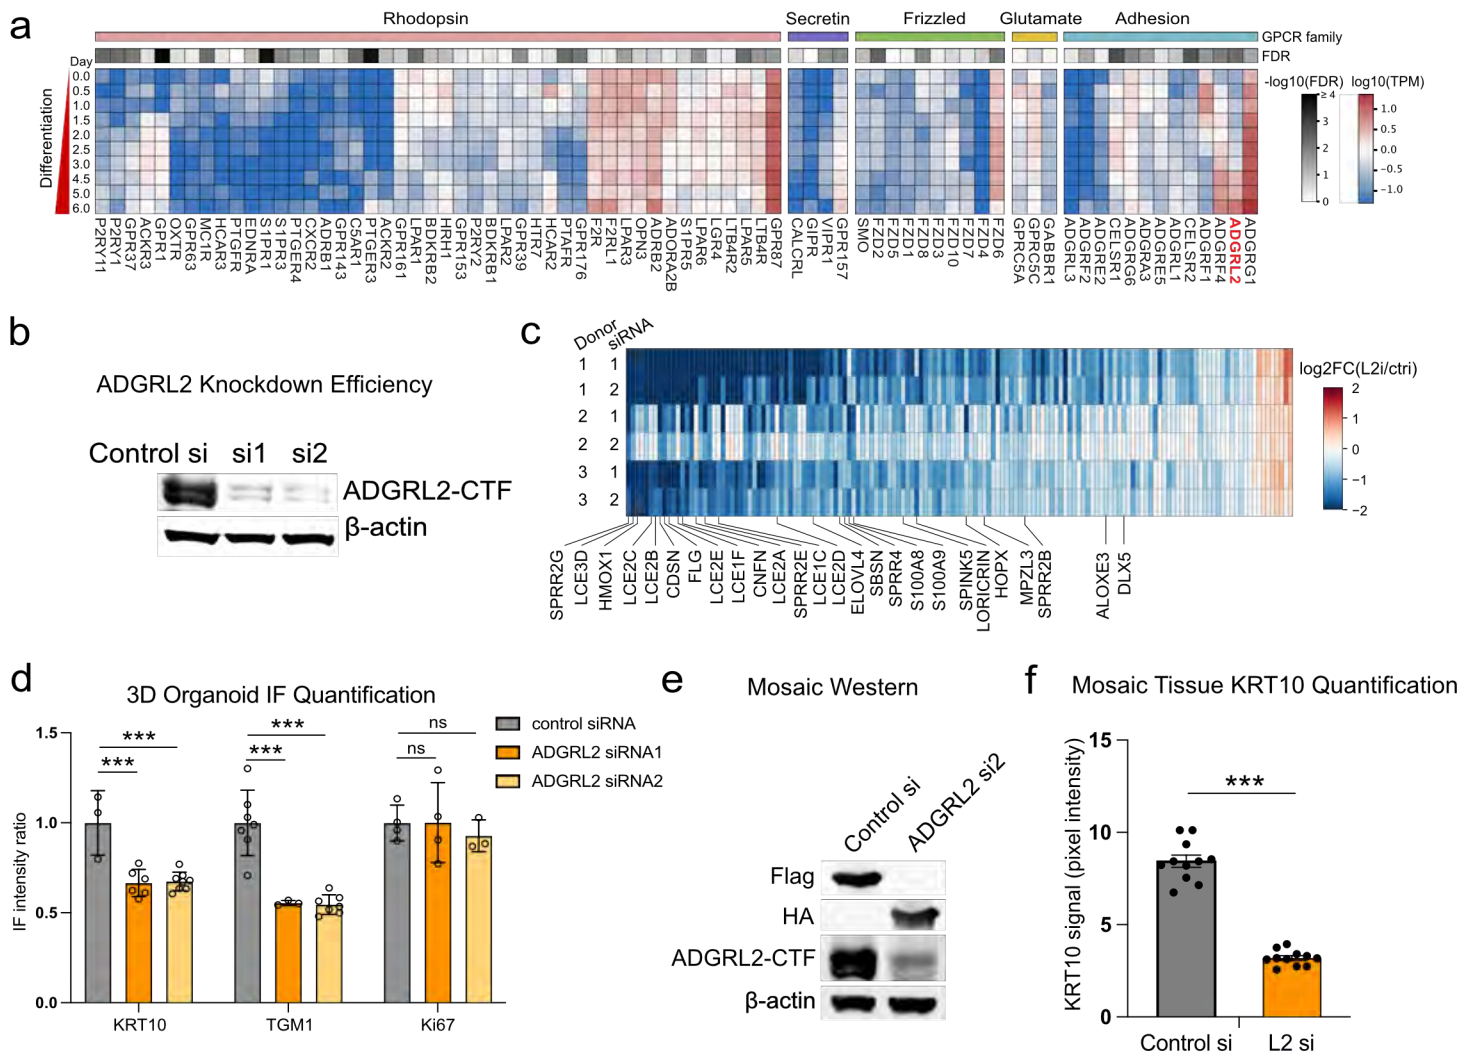 a
Rhodopsin
Secretin
Frizzled
Glutamate
Adhesion
GPCR family
FDR
Day
0.0
0.5
1.0
1.5
2.0
2.5
3.0
4.0
5.0
6.0
Differentiation
-log10(FDR)
≥ 4
3
2
1
0
log10(TPM)
1.0
0.5
0.0
−0.5
−1.0
P2RY11
P2RY1
GPR37
ACKR3
GPR1
OXTR
GPR63
MC1R
HCAR3
PTGFR
EDNRA
S1PR1
S1PR3
PTGER4
CXCR2
ADRB1
GPR143
C5AR1
PTGER3
ACKR2
GPR161
LPAR1
BDKRB2
HRH1
GPR153
P2RY2
BDKRB1
LPAR2
GPR39
HTR7
HCAR2
PTAFR
GPR176
F2R
F2RL1
LPAR3
OPN3
ADRB2
ADORA2B
S1PR5
LPAR6
LGR4
LTB4R2
LPAR5
LTB4R
GPR87
CALCRL
GIPR
VIPR1
GPR157
SMO
FZD2
FZD5
FZD1
FZD8
FZD3
FZD10
FZD7
FZD4
FZD6
GPRC5A
GPRC5C
GABBR1
ADGRL3
ADGRF2
ADGRE2
CELSR1
ADGRG6
ADGRA3
ADGRE5
ADGRL1
CELSR2
ADGRF1
ADGRF4
ADGRL2
ADGRG1
b
ADGRL2 Knockdown Efficiency
Control si si1 si2
ADGRL2-CTF
β-actin
c
Donor
siRNA
1 1
1 2
2 1
2 2
3 1
3 2
log2FC(L2i/ctri)
2
1
0
−1
−2
SPRR2G
LCE3D
HMOX1
LCE2C
LCE2B
CDSN
FLG
LCE2E
LCE1F
CNFN
LCE2A
SPRR2E
LCE1C
LCE2D
ELOVL4
SBSN
SPRR4
S100A8
S100A9
SPINK5
LORICRIN
HOPX
MPZL3
SPRR2B
ALOXE3
DLX5
d
3D Organoid IF Quantification
IF intensity ratio
1.5
1.0
0.5
0.0
***
***
***
***
ns
ns
KRT10
TGM1
Ki67
control siRNA
ADGRL2 siRNA1
ADGRL2 siRNA2
e
Mosaic Western
Control si
ADGRL2 si2
Flag
HA
ADGRL2-CTF
β-actin
f
Mosaic Tissue KRT10 Quantification
KRT10 signal (pixel intensity)
15
10
5
0
***
Control si
L2 si